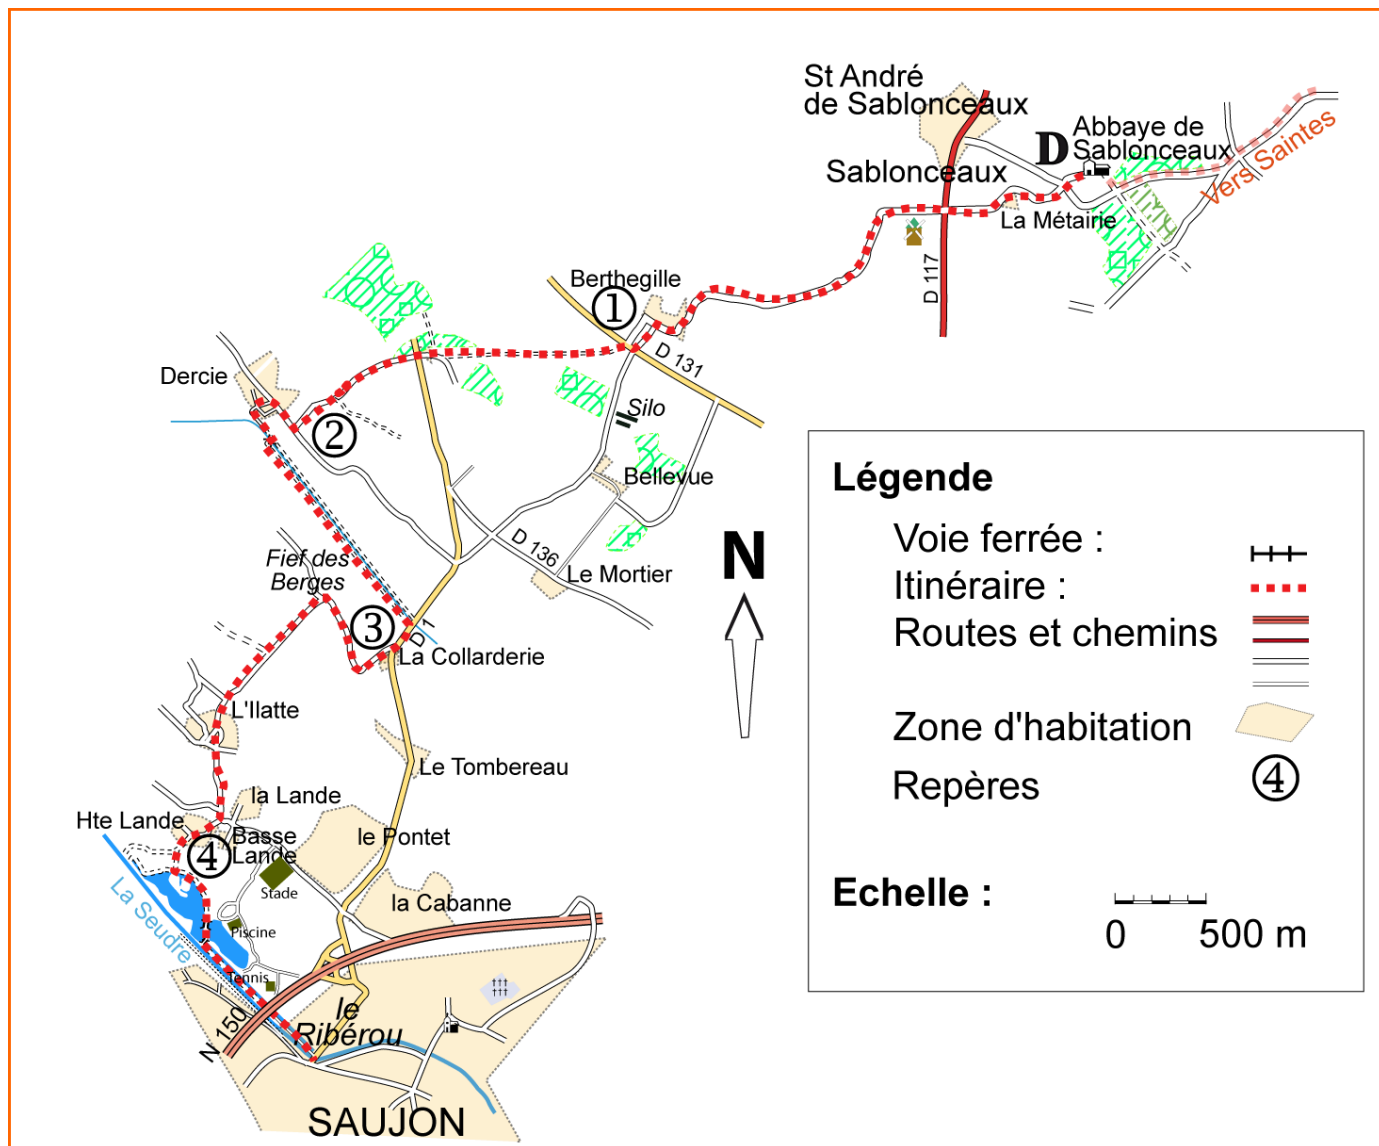 St André
de Sablonceaux
D
Abbaye de
Sablonceaux
Vers Saintes
Sablonceaux
La Métairie
D 117
Berthegille
1
D 131
Dercie
2
Silo
Bellevue
D 136
Le Mortier
Fief des
Berges
3
D 1
La Collarderie
L'Ilatte
Le Tombereau
la Lande
Hte Lande
Basse
Lande
4
le Pontet
Stade
la Cabanne
La Seudre
Piscine
Tennis
N 150
le
Ribérou
SAUJON
N
Légende
Voie ferrée :
Itinéraire :
Routes et chemins
Zone d'habitation
Repères
4
Echelle :
0
500 m